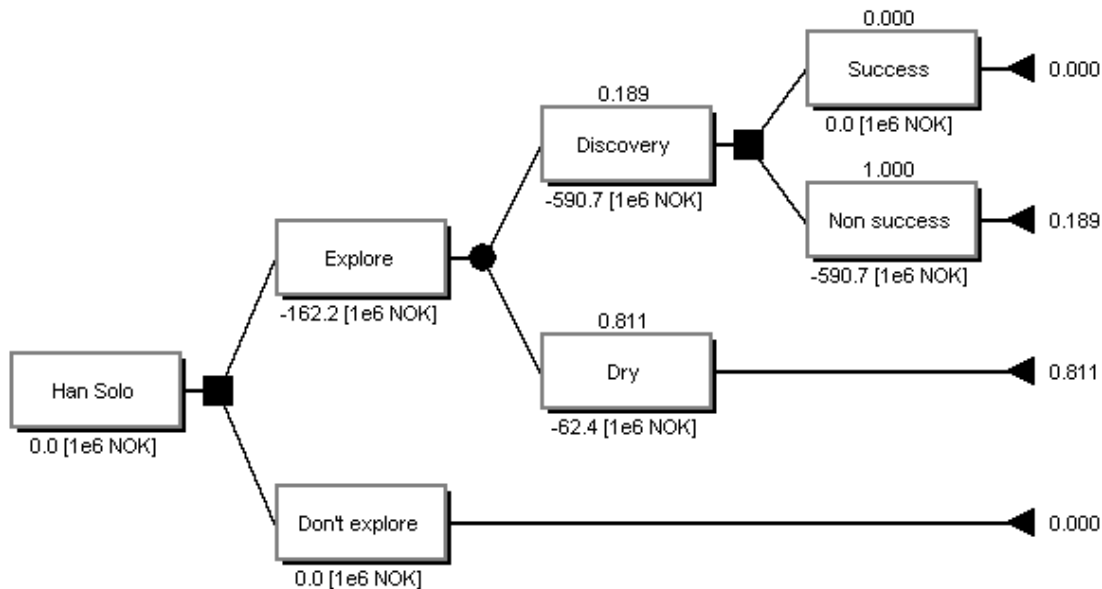 0.000
Success
0.000
0.0 [1e6 NOK]
0.189
Discovery
-590.7 [1e6 NOK]
1.000
Non success
0.189
-590.7 [1e6 NOK]
Explore
-162.2 [1e6 NOK]
0.811
Dry
0.811
-62.4 [1e6 NOK]
Han Solo
0.0 [1e6 NOK]
Don't explore
0.000
0.0 [1e6 NOK]